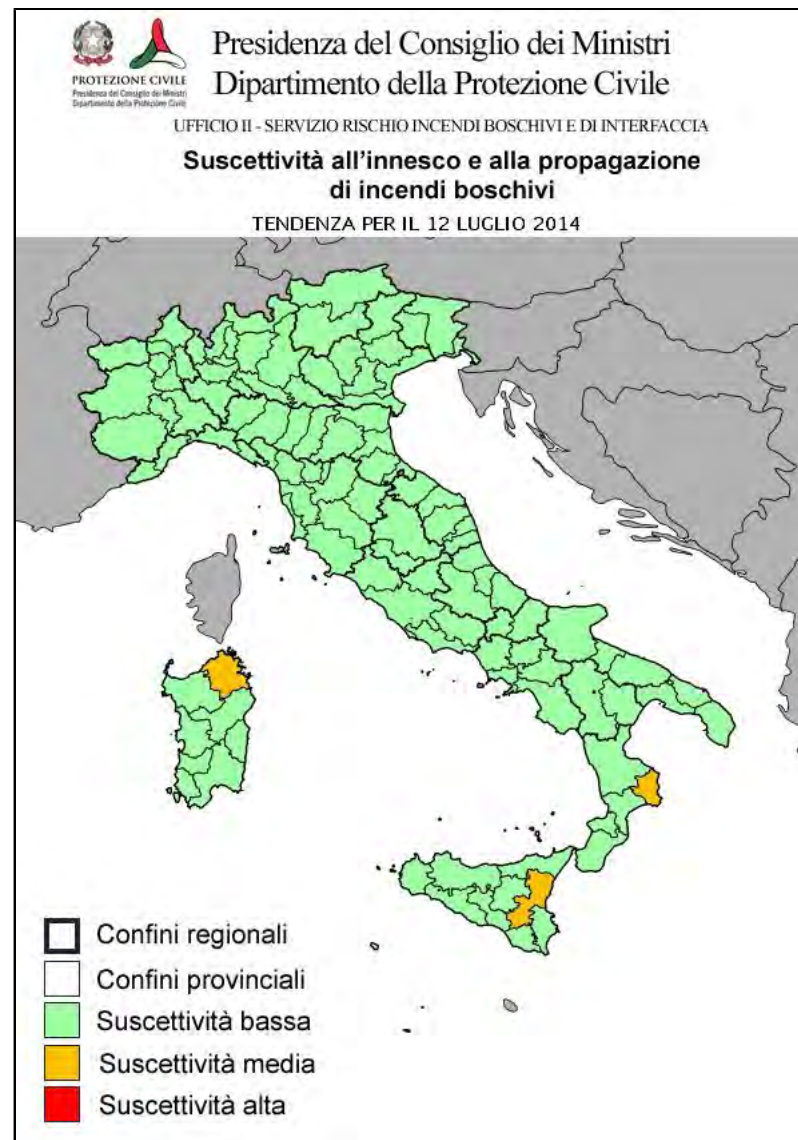 PROTEZIONE CIVILE
Presidenza del Consiglio dei Ministri
Dipartimento della Protezione Civile
Presidenza del Consiglio dei Ministri
Dipartimento della Protezione Civile
UFFICIO II - SERVIZIO RISCHIO INCENDI BOSCHIVI E DI INTERFACCIA
Suscettività all'innesco e alla propagazione
di incendi boschivi
TENDENZA PER IL 12 LUGLIO 2014
Confini regionali
Confini provinciali
Suscettività bassa
Suscettività media
Suscettività alta